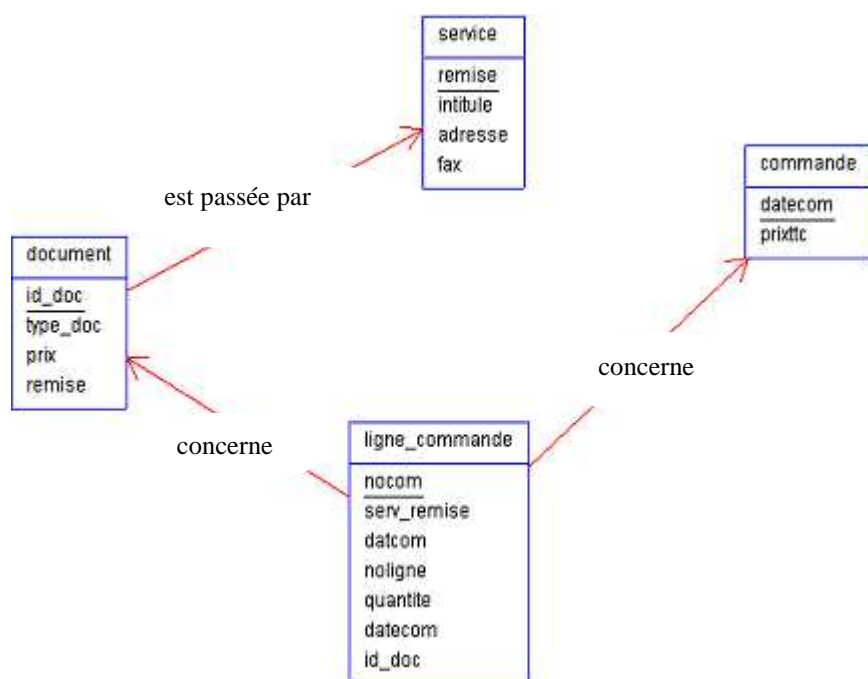 service
remise
intitule
adresse
fax
commande
datecom
prixttc
est passée par
document
id_doc
type_doc
prix
remise
concerne
concerne
ligne_commande
nocom
serv_remise
datcom
noligne
quantite
datecom
id_doc